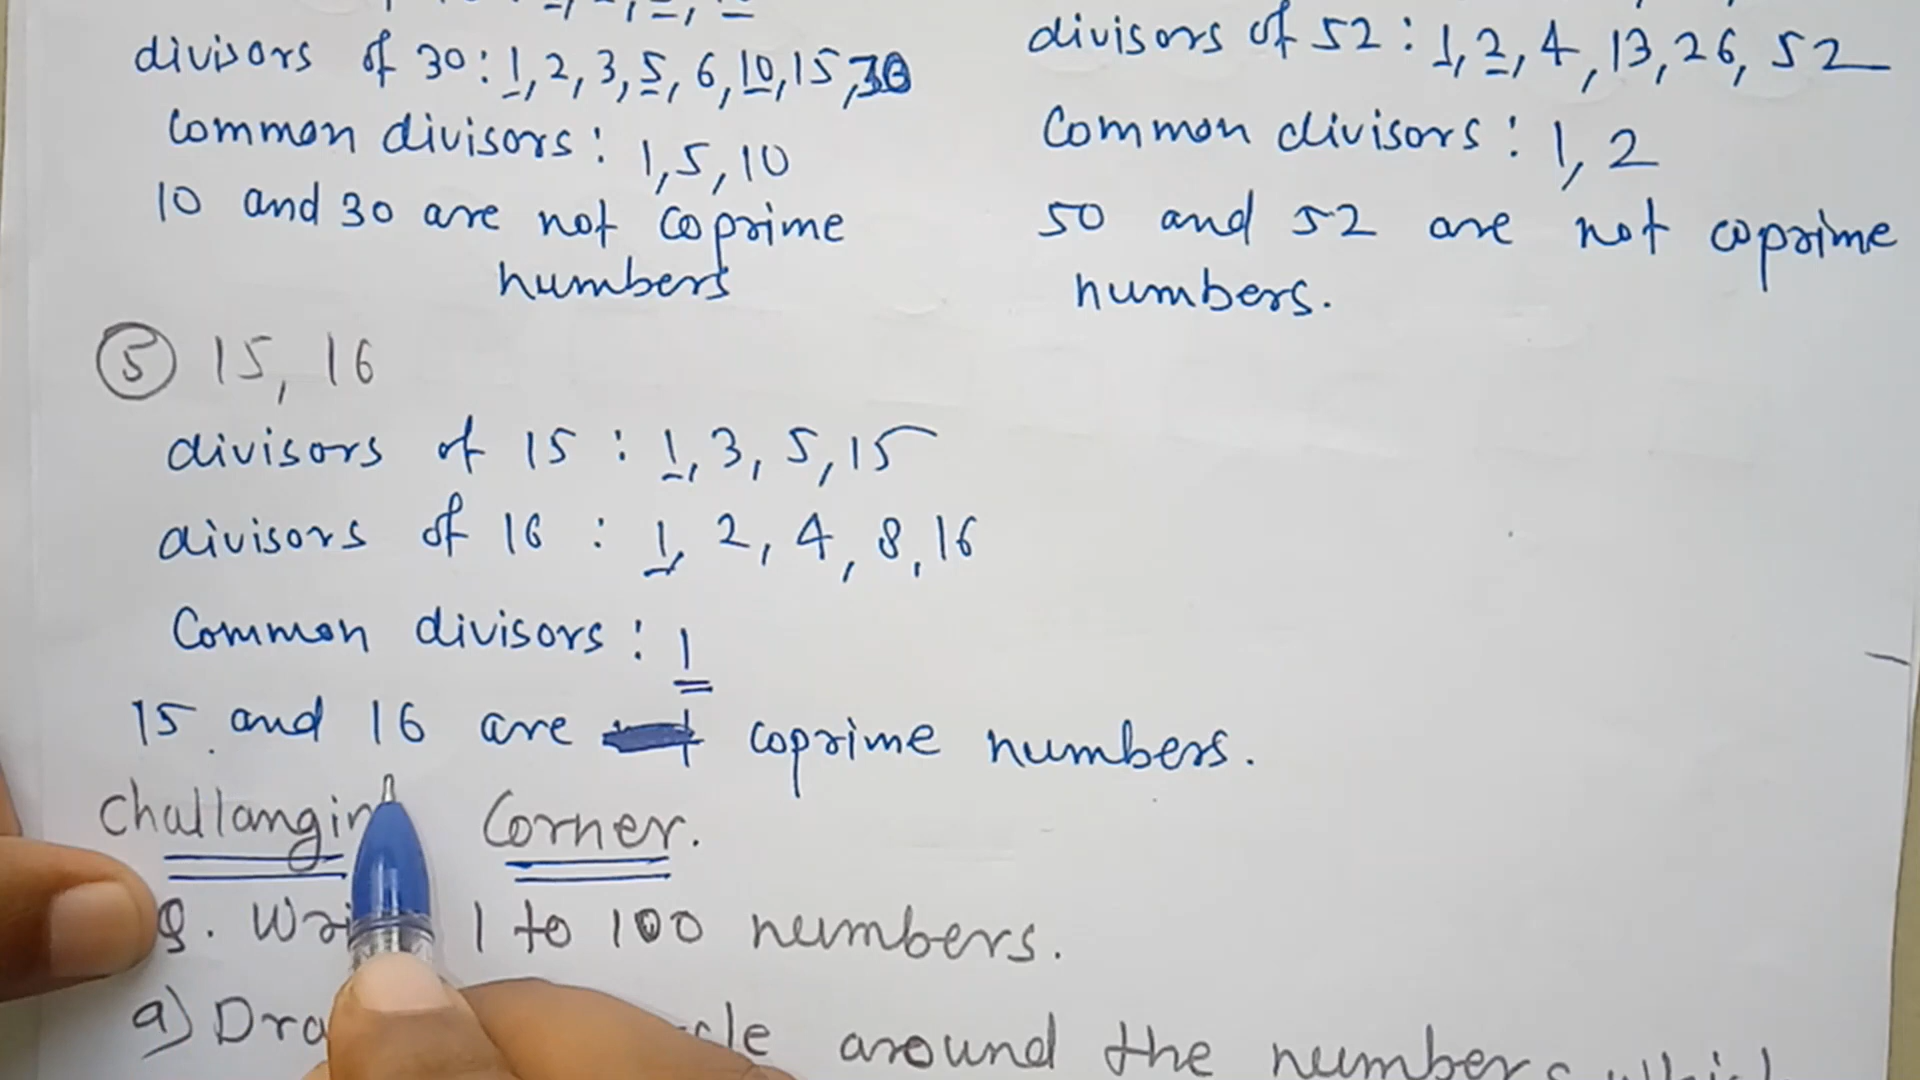 divisors of 30 : 1, 2, 3, 5, 6, 10, 15, 30
Common divisors : 1, 5, 10
10 and 30 are not coprime
numbers
divisors of 52 : 1, 2, 4, 13, 26, 52
Common divisors : 1, 2
50 and 52 are not coprime
numbers.
5 15, 16
divisors of 15 : 1, 3, 5, 15
divisors of 16 : 1, 2, 4, 8, 16
Common divisors : 1
15 and 16 are coprime numbers.
Corner.
1 to 100 numbers.
a) around the numbers